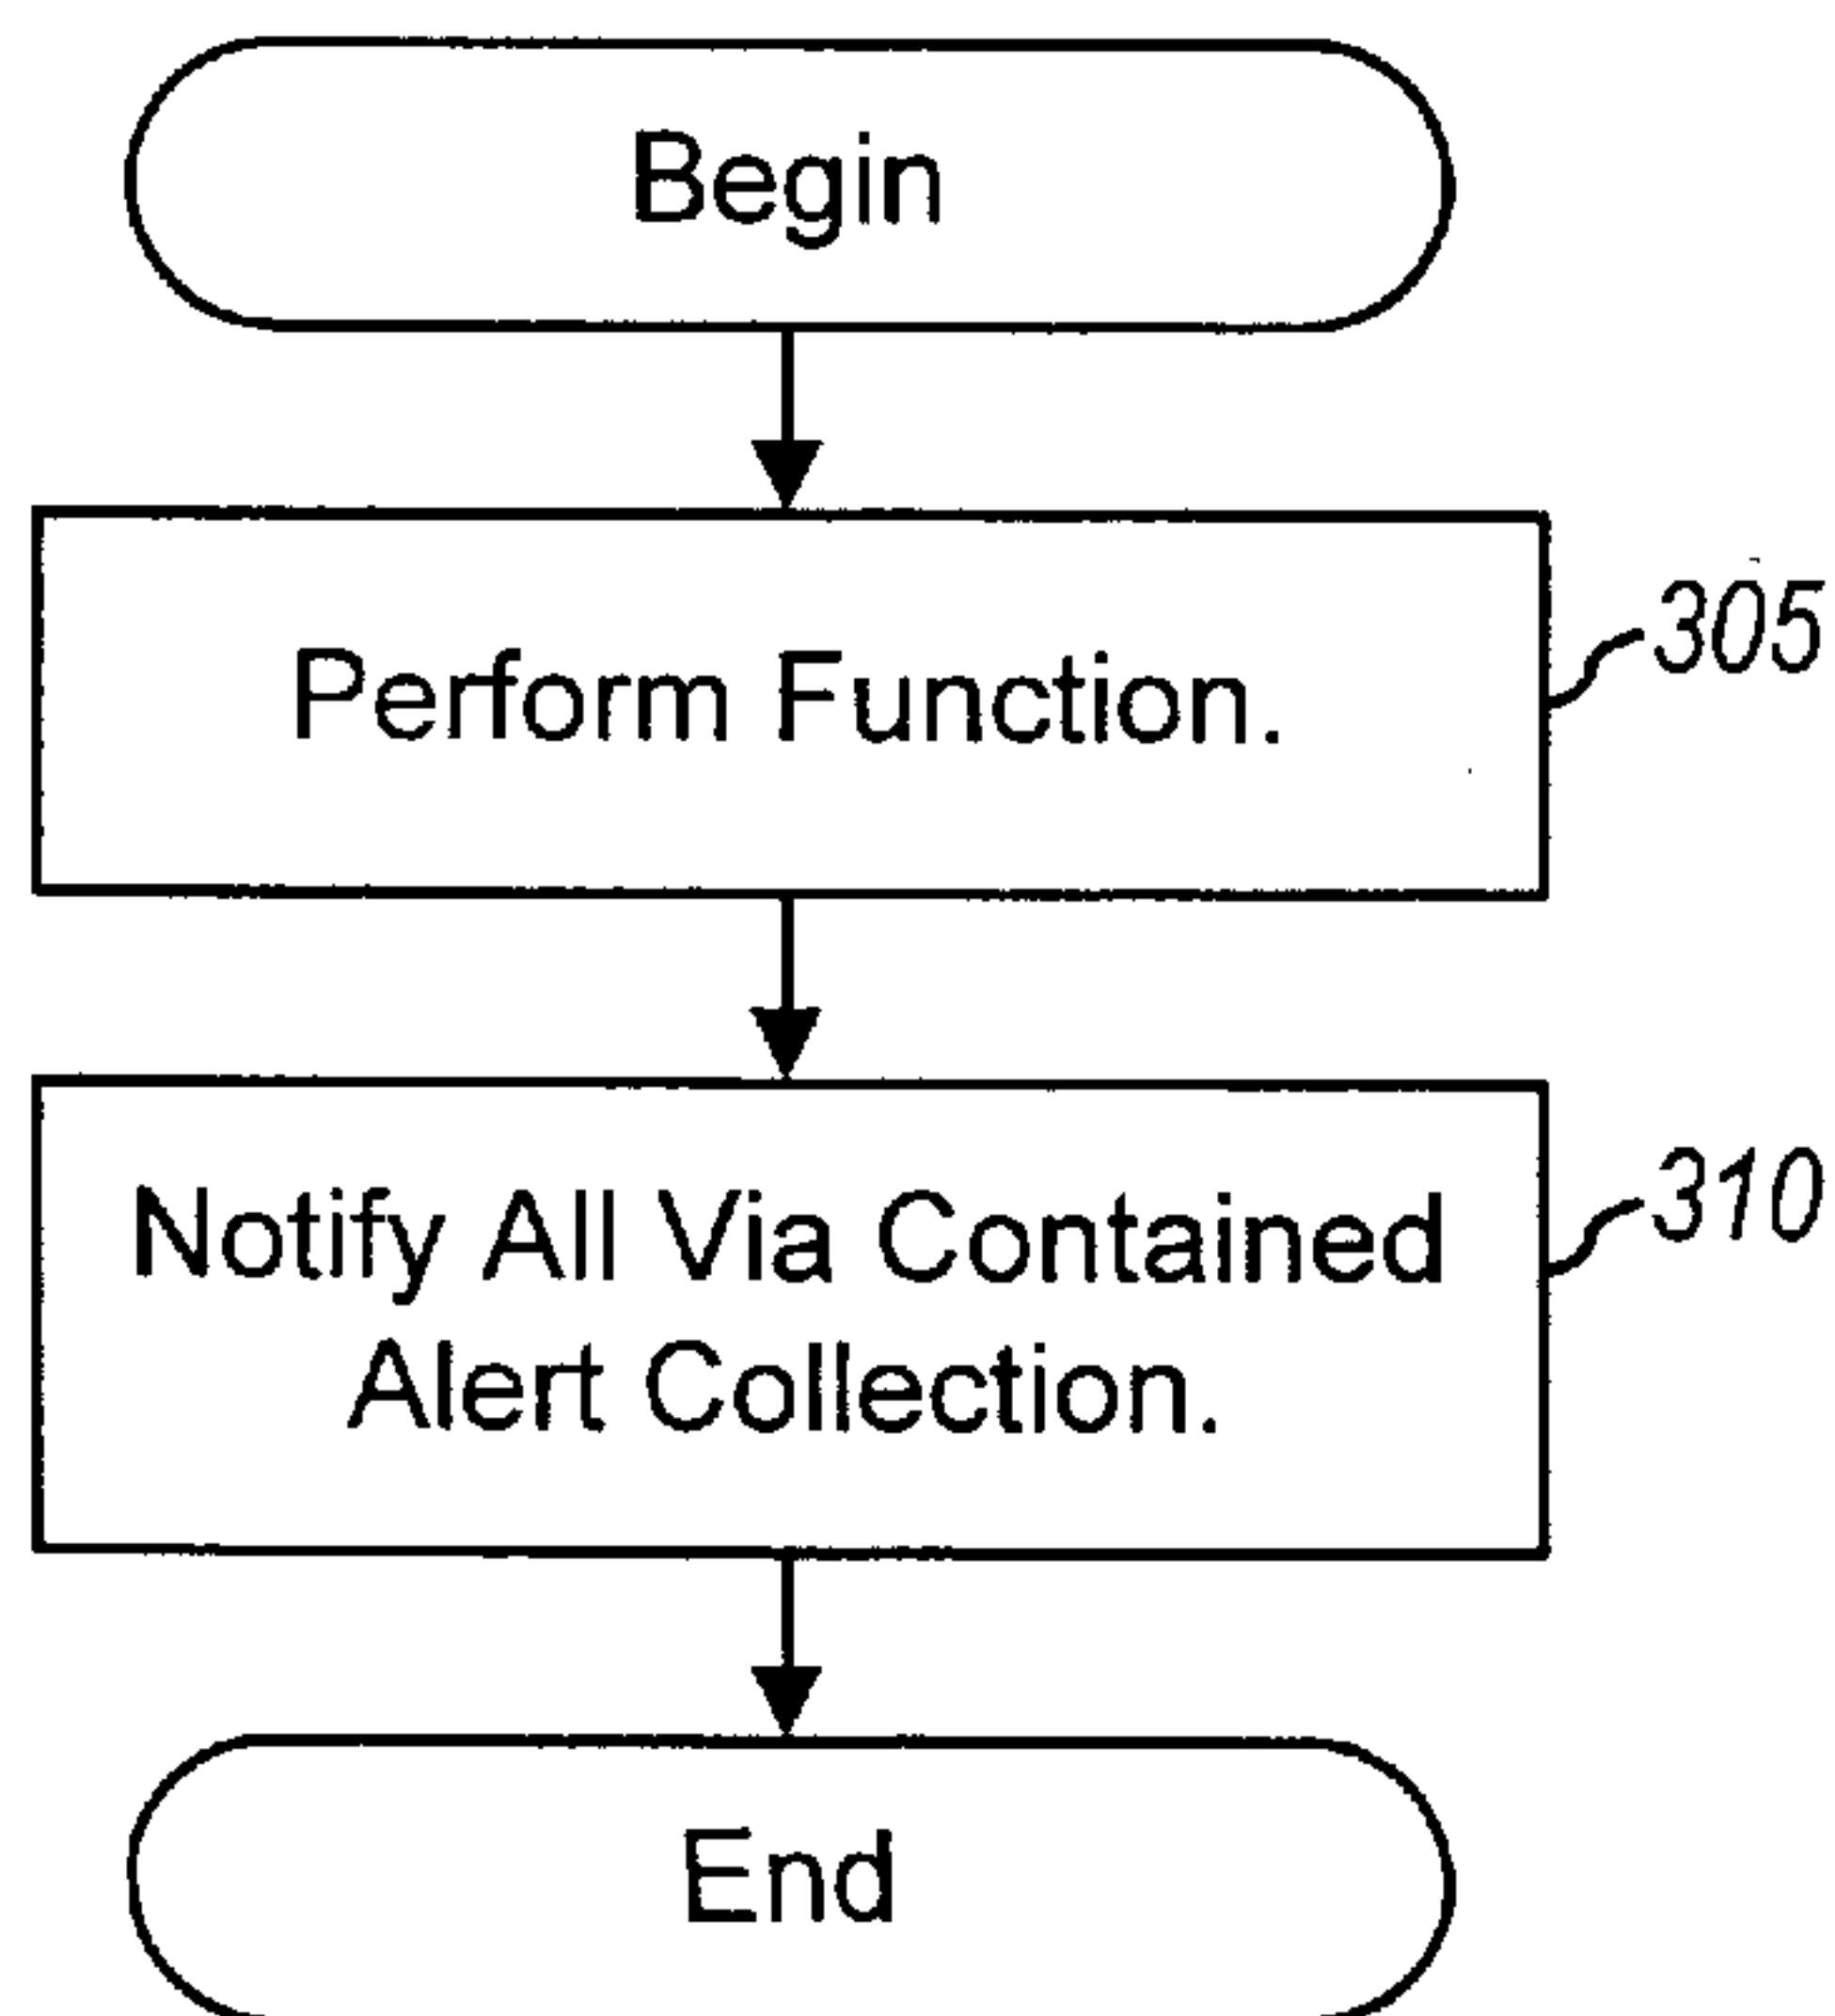 Begin
Perform Function.
305
Notify All Via Contained
Alert Collection.
310
End